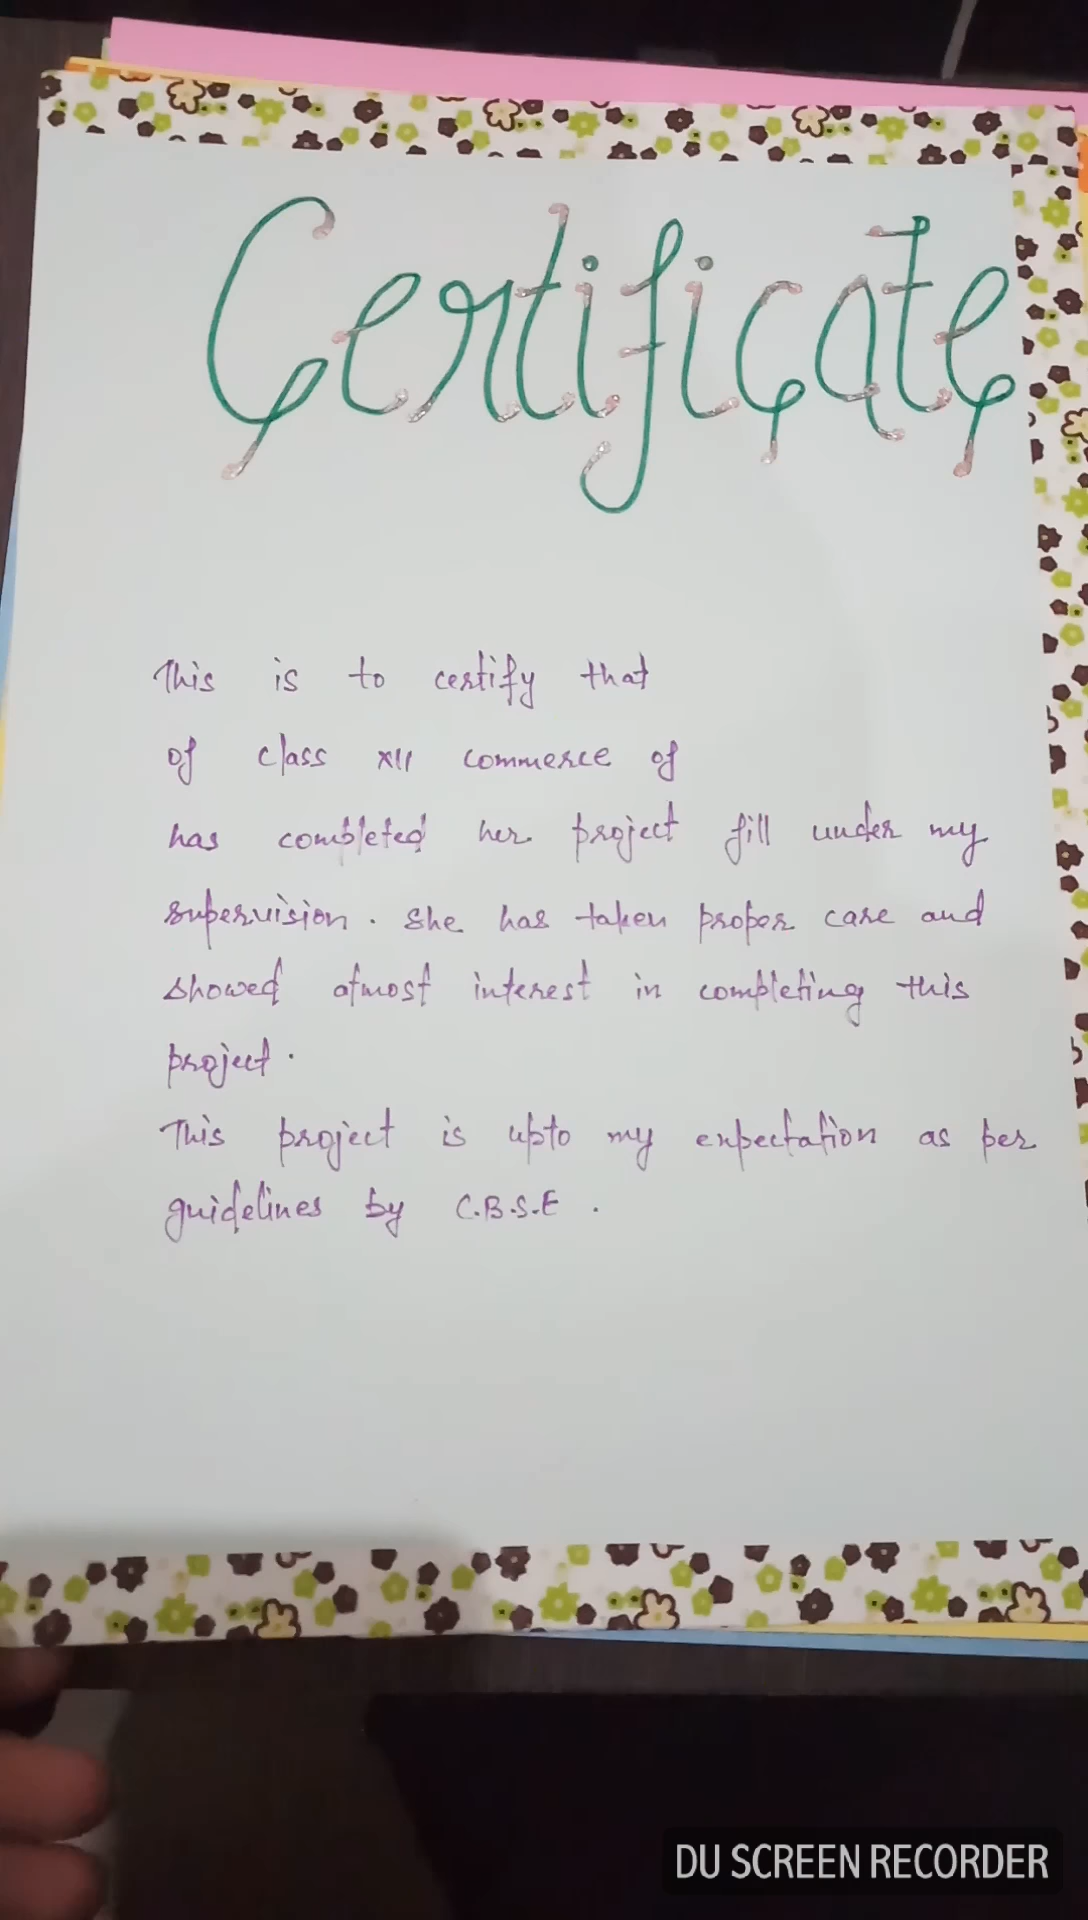 Certificate
This is to certify that
of class XII commerce of
has completed her project fill under my
supervision. She has taken proper care and
showed atmost interest in completing this
project.
This project is upto my expectation as per
guidelines by C.B.S.E.
DU SCREEN RECORDER